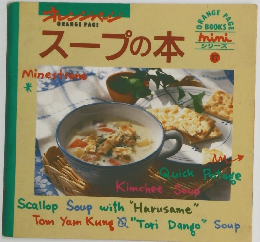 オレンジページ
ORANGE PAGE
ORANGE PAGE BOOKS
mini
シリーズ
スープの本
Minestrone
Quick Potage
Kimchee Soup
Scallop Soup with "Harusame"
Tom Yam Kung & "Tori Dango" Soup